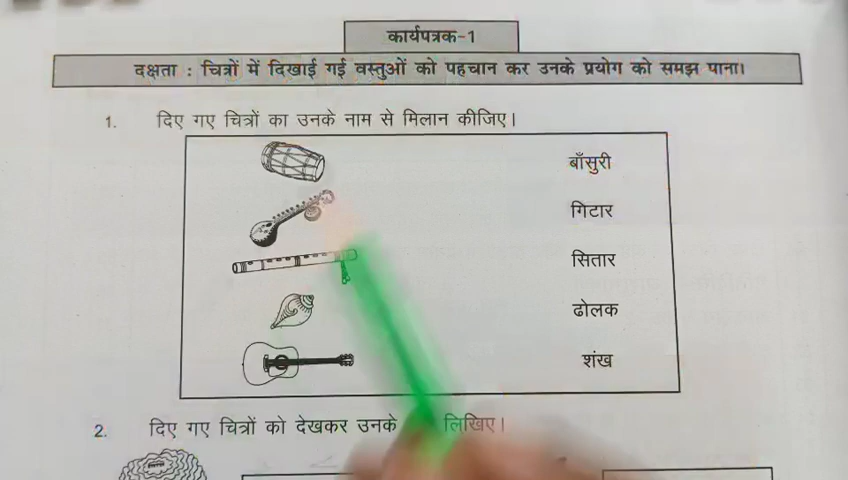 कार्यपत्रक-1
दक्षता : चित्रों में दिखाई गई वस्तुओं को पहचान कर उनके प्रयोग को समझ पाना।
1. दिए गए चित्रों का उनके नाम से मिलान कीजिए।
बाँसुरी
गिटार
सितार
ढोलक
शंख
2. दिए गए चित्रों को देखकर उनके लिखिए।